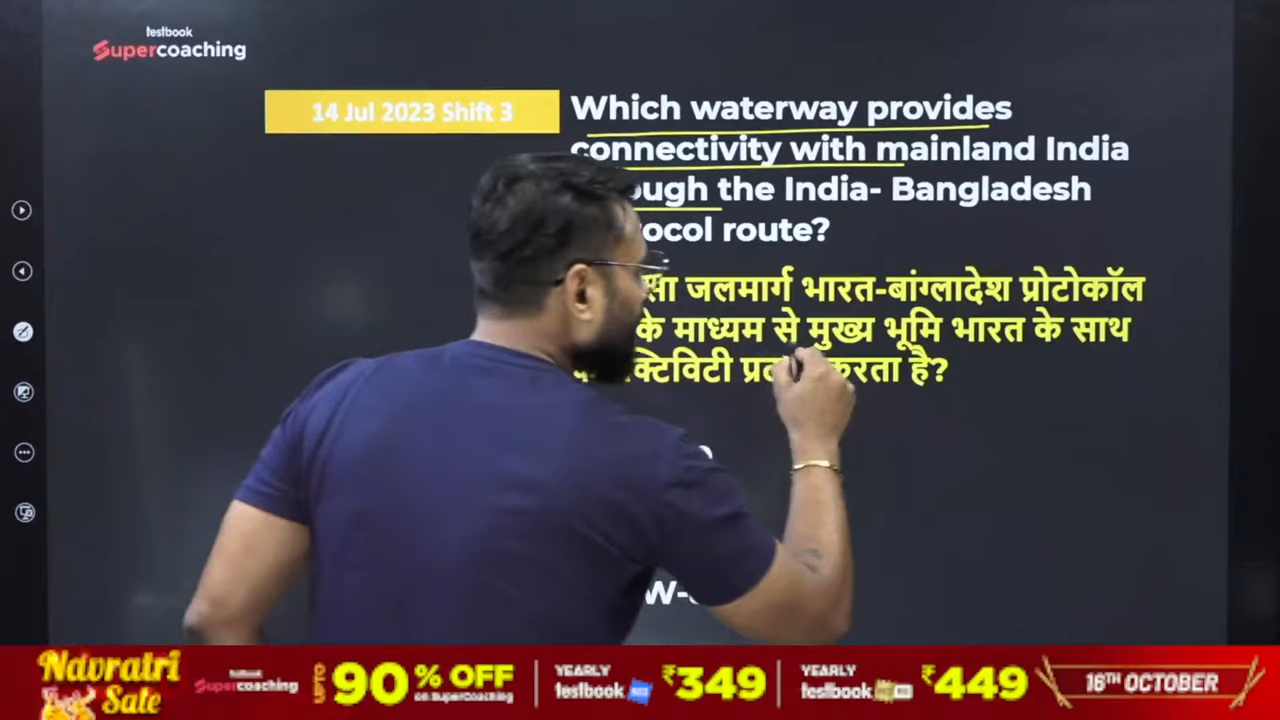 testbook
Supercoaching
14 Jul 2023 Shift 3
Which waterway provides
connectivity with mainland India
the India- Bangladesh
route?
जलमार्ग भारत-बांग्लादेश प्रोटोकॉल
के माध्यम से मुख्य भूमि भारत के साथ
करता है?
Navratri
Sale
testbook
Supercoaching
UPTO
90% OFF
on SuperCoaching
YEARLY
testbook
₹349
YEARLY
testbook
₹449
16TH OCTOBER